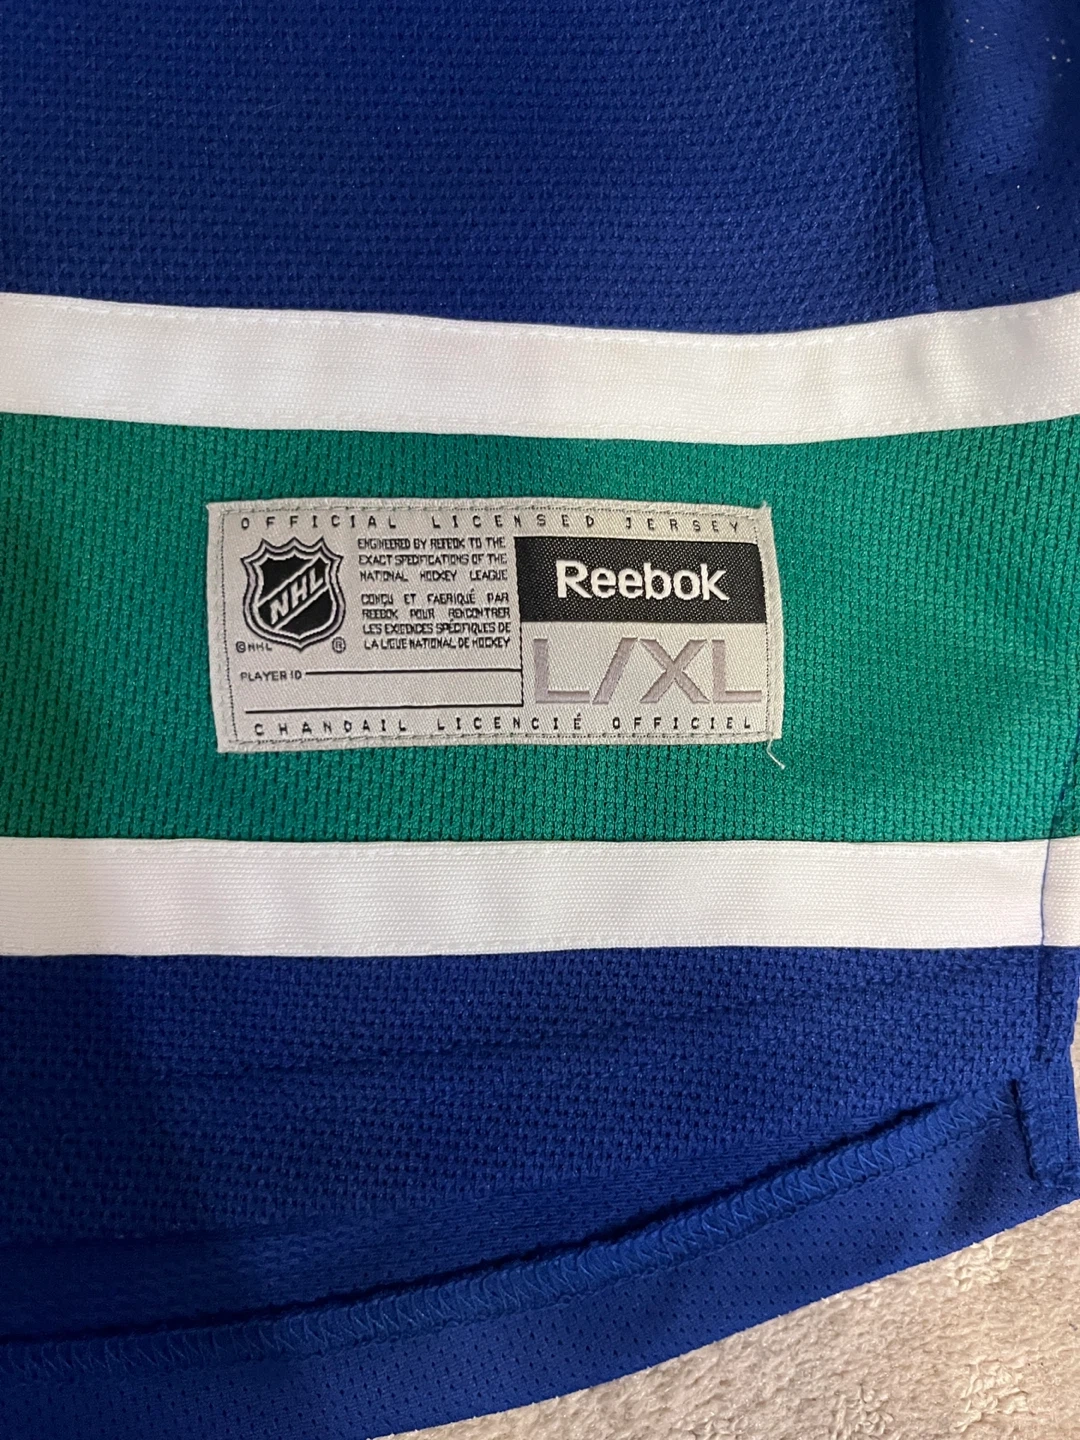 OFFICIAL LICENSED JERSEY
NHL
©NHL ®
ENGINEERED BY REEBOK TO THE
EXACT SPECIFICATIONS OF THE
NATIONAL HOCKEY LEAGUE
CONÇU ET FABRIQUÉ PAR
REEBOK POUR RENCONTRER
LES EXIGENCES SPÉCIFIQUES DE
LA LIGUE NATIONAL DE HOCKEY
Reebok
L/XL
PLAYER ID
CHANDAIL LICENCIÉ OFFICIEL